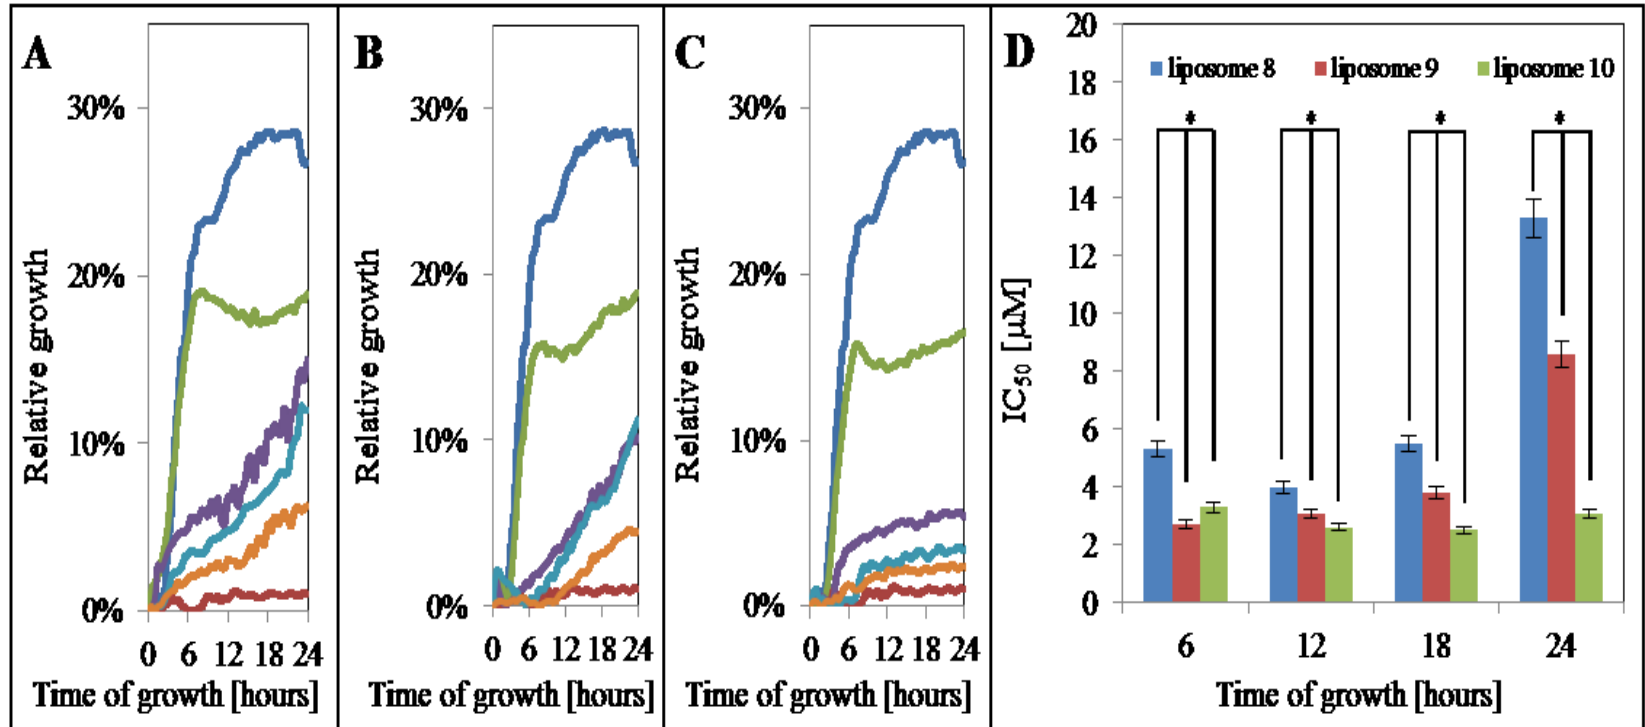 A
30%
20%
10%
0%
Relative growth
0 6 12 18 24
Time of growth [hours]
B
30%
20%
10%
0%
Relative growth
0 6 12 18 24
Time of growth [hours]
C
30%
20%
10%
0%
Relative growth
0 6 12 18 24
Time of growth [hours]
D
liposome 8 liposome 9 liposome 10
* * * *
20
18
16
14
12
10
8
6
4
2
0
IC50 [µM]
6 12 18 24
Time of growth [hours]